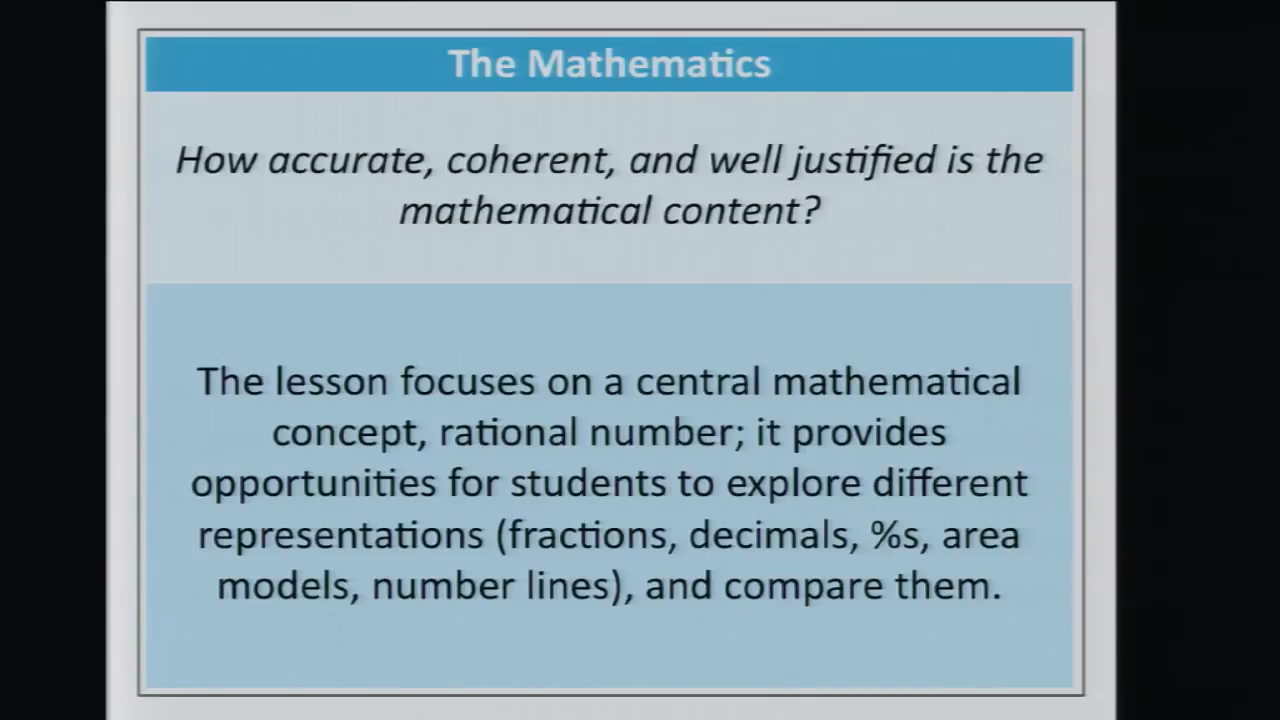 The Mathematics
How accurate, coherent, and well justified is the
mathematical content?
The lesson focuses on a central mathematical
concept, rational number; it provides
opportunities for students to explore different
representations (fractions, decimals, %s, area
models, number lines), and compare them.